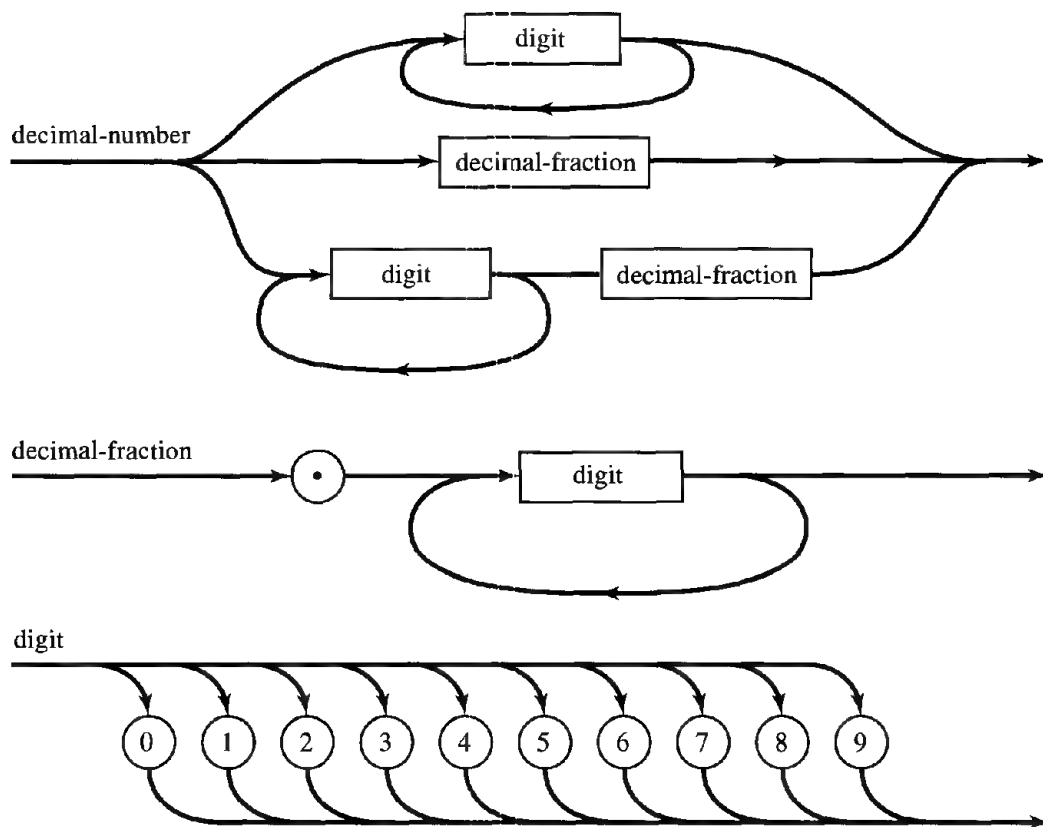 digit
decimal-number
decimal-fraction
digit
decimal-fraction
decimal-fraction
•
digit
digit
0 1 2 3 4 5 6 7 8 9